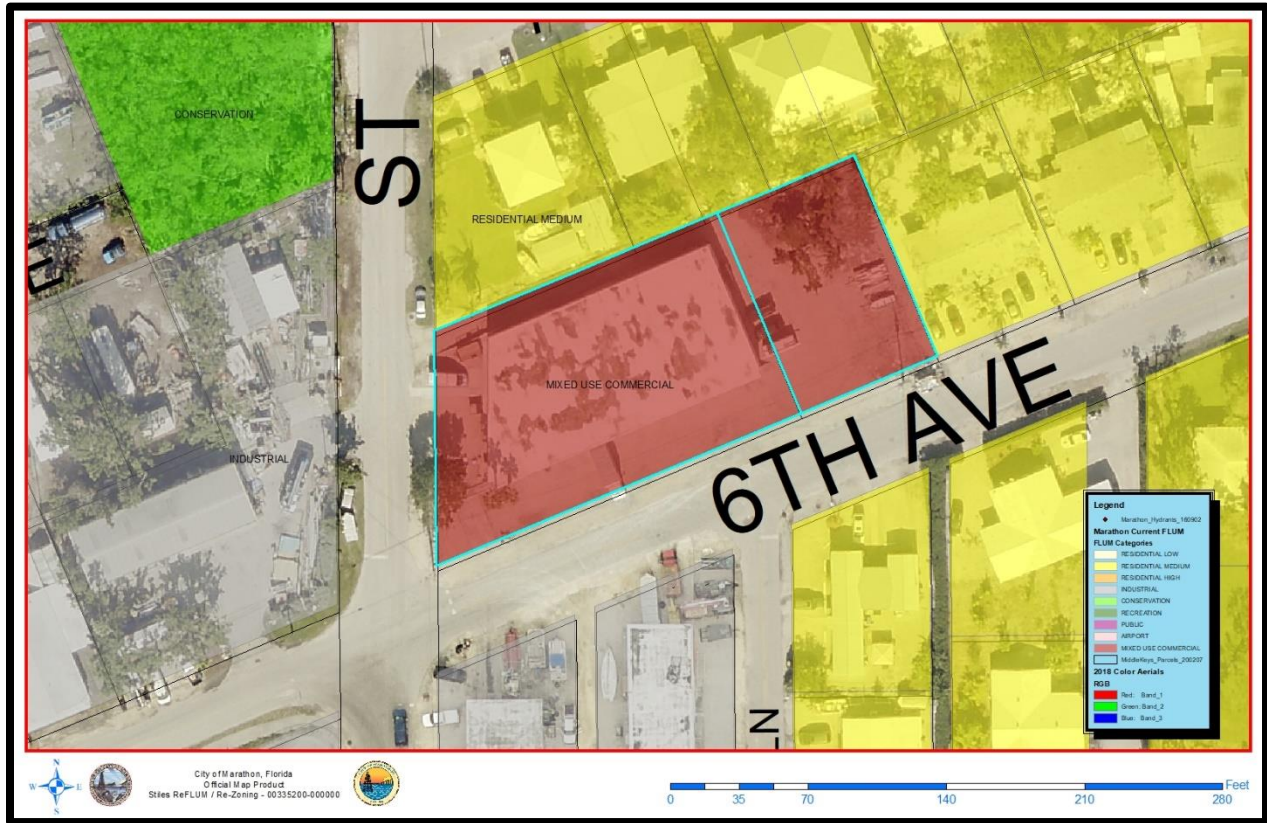 CONSERVATION
ST
RESIDENTIAL MEDIUM
MIXED USE COMMERCIAL
INDUSTRIAL
6TH AVE
LN
Legend
Marathon_Hydrants_160902
Marathon Current FLUM
FLUM Categories
RESIDENTIAL LOW
RESIDENTIAL MEDIUM
RESIDENTIAL HIGH
INDUSTRIAL
CONSERVATION
RECREATION
PUBLIC
AIRPORT
MIXED USE COMMERCIAL
MiddleKeys_Parcels_200207
2018 Color Aerials
RGB
Red: Band_1
Green: Band_2
Blue: Band_3
N
W E
S
City of Marathon, Florida
Official Map Product
Stiles ReFLUM / Re-Zoning - 00335200-000000
Feet
0 35 70 140 210 280